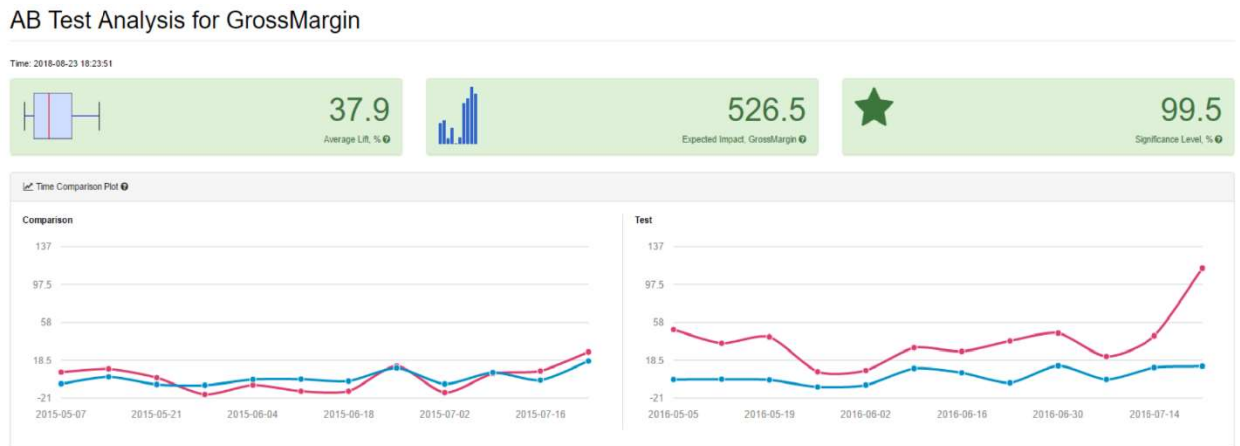 AB Test Analysis for GrossMargin
Time: 2018-08-23 18:23:51
37.9
Average Lift, %
526.5
Expected Impact, GrossMargin
99.5
Significance Level, %
Time Comparison Plot
Comparison
137
97.5
58
18.5
-21
2015-05-07 2015-05-21 2015-06-04 2015-06-18 2015-07-02 2015-07-16
Test
137
97.5
58
18.5
-21
2016-05-05 2016-05-19 2016-06-02 2016-06-16 2016-06-30 2016-07-14